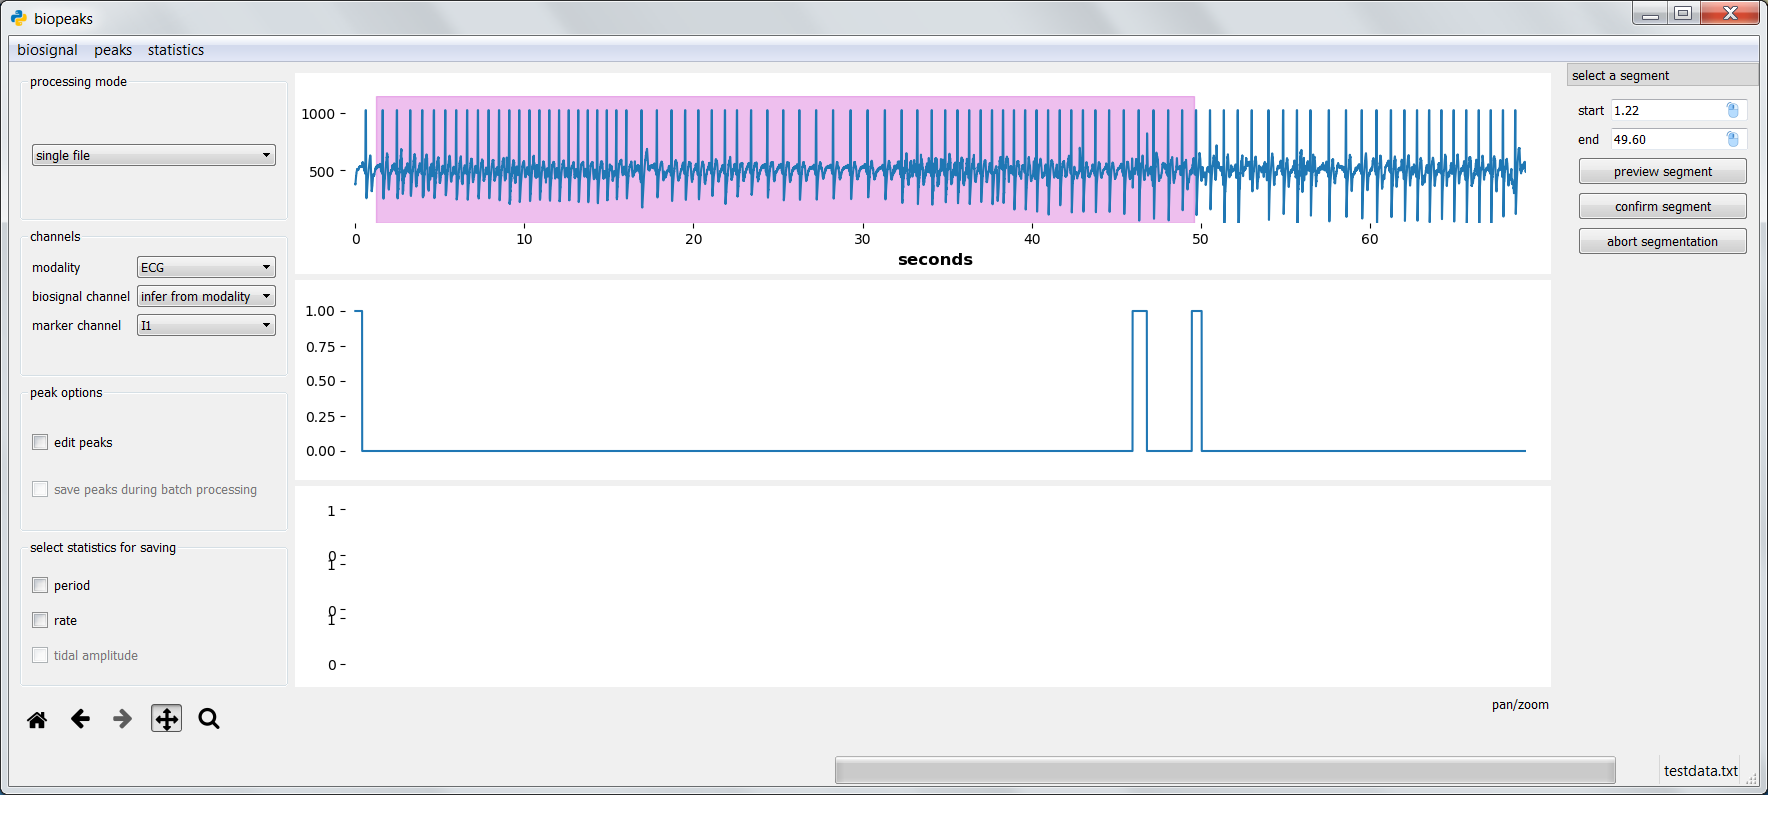 biopeaks
biosignal peaks statistics
processing mode
single file
channels
modality ECG
biosignal channel infer from modality
marker channel I1
peak options
edit peaks
save peaks during batch processing
select statistics for saving
period
rate
tidal amplitude
1000
500
0 10 20 30 40 50 60
seconds
1.00
0.75
0.50
0.25
0.00
1
0
1
0
1
0
pan/zoom
select a segment
start 1.22
end 49.60
preview segment
confirm segment
abort segmentation
testdata.txt